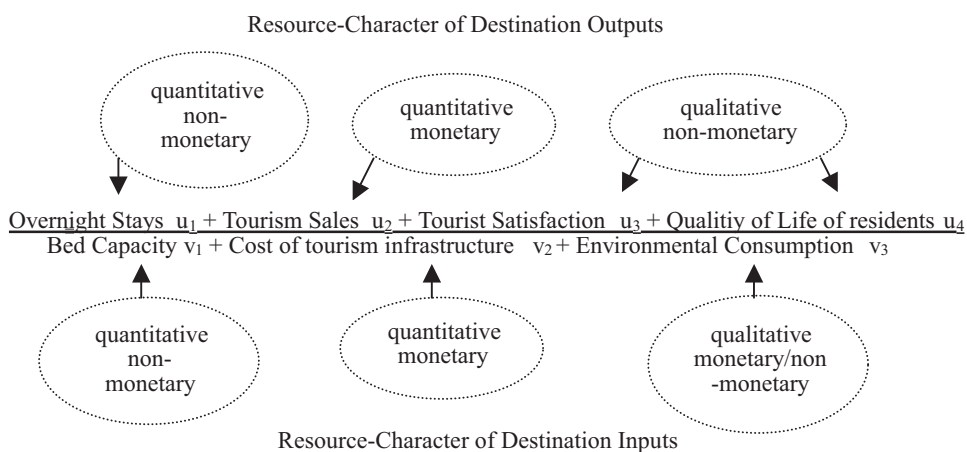 Resource-Character of Destination Outputs
quantitative
non-
monetary
quantitative
monetary
qualitative
non-monetary
Overnight Stays u₁ + Tourism Sales u₂ + Tourist Satisfaction u₃ + Qualitiy of Life of residents u₄
Bed Capacity v₁ + Cost of tourism infrastructure v₂ + Environmental Consumption v₃
quantitative
non-
monetary
quantitative
monetary
qualitative
monetary/non
-monetary
Resource-Character of Destination Inputs